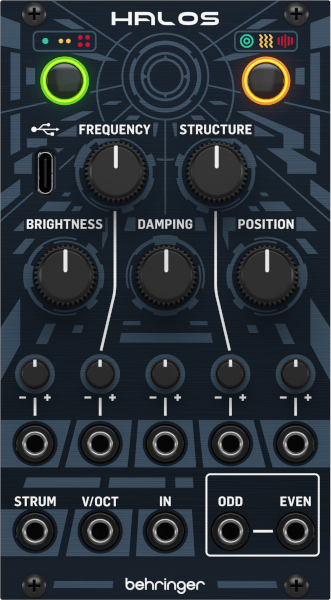 HALOS
FREQUENCY STRUCTURE
BRIGHTNESS DAMPING POSITION
- + - + - + - + - +
STRUM V/OCT IN ODD EVEN
behringer